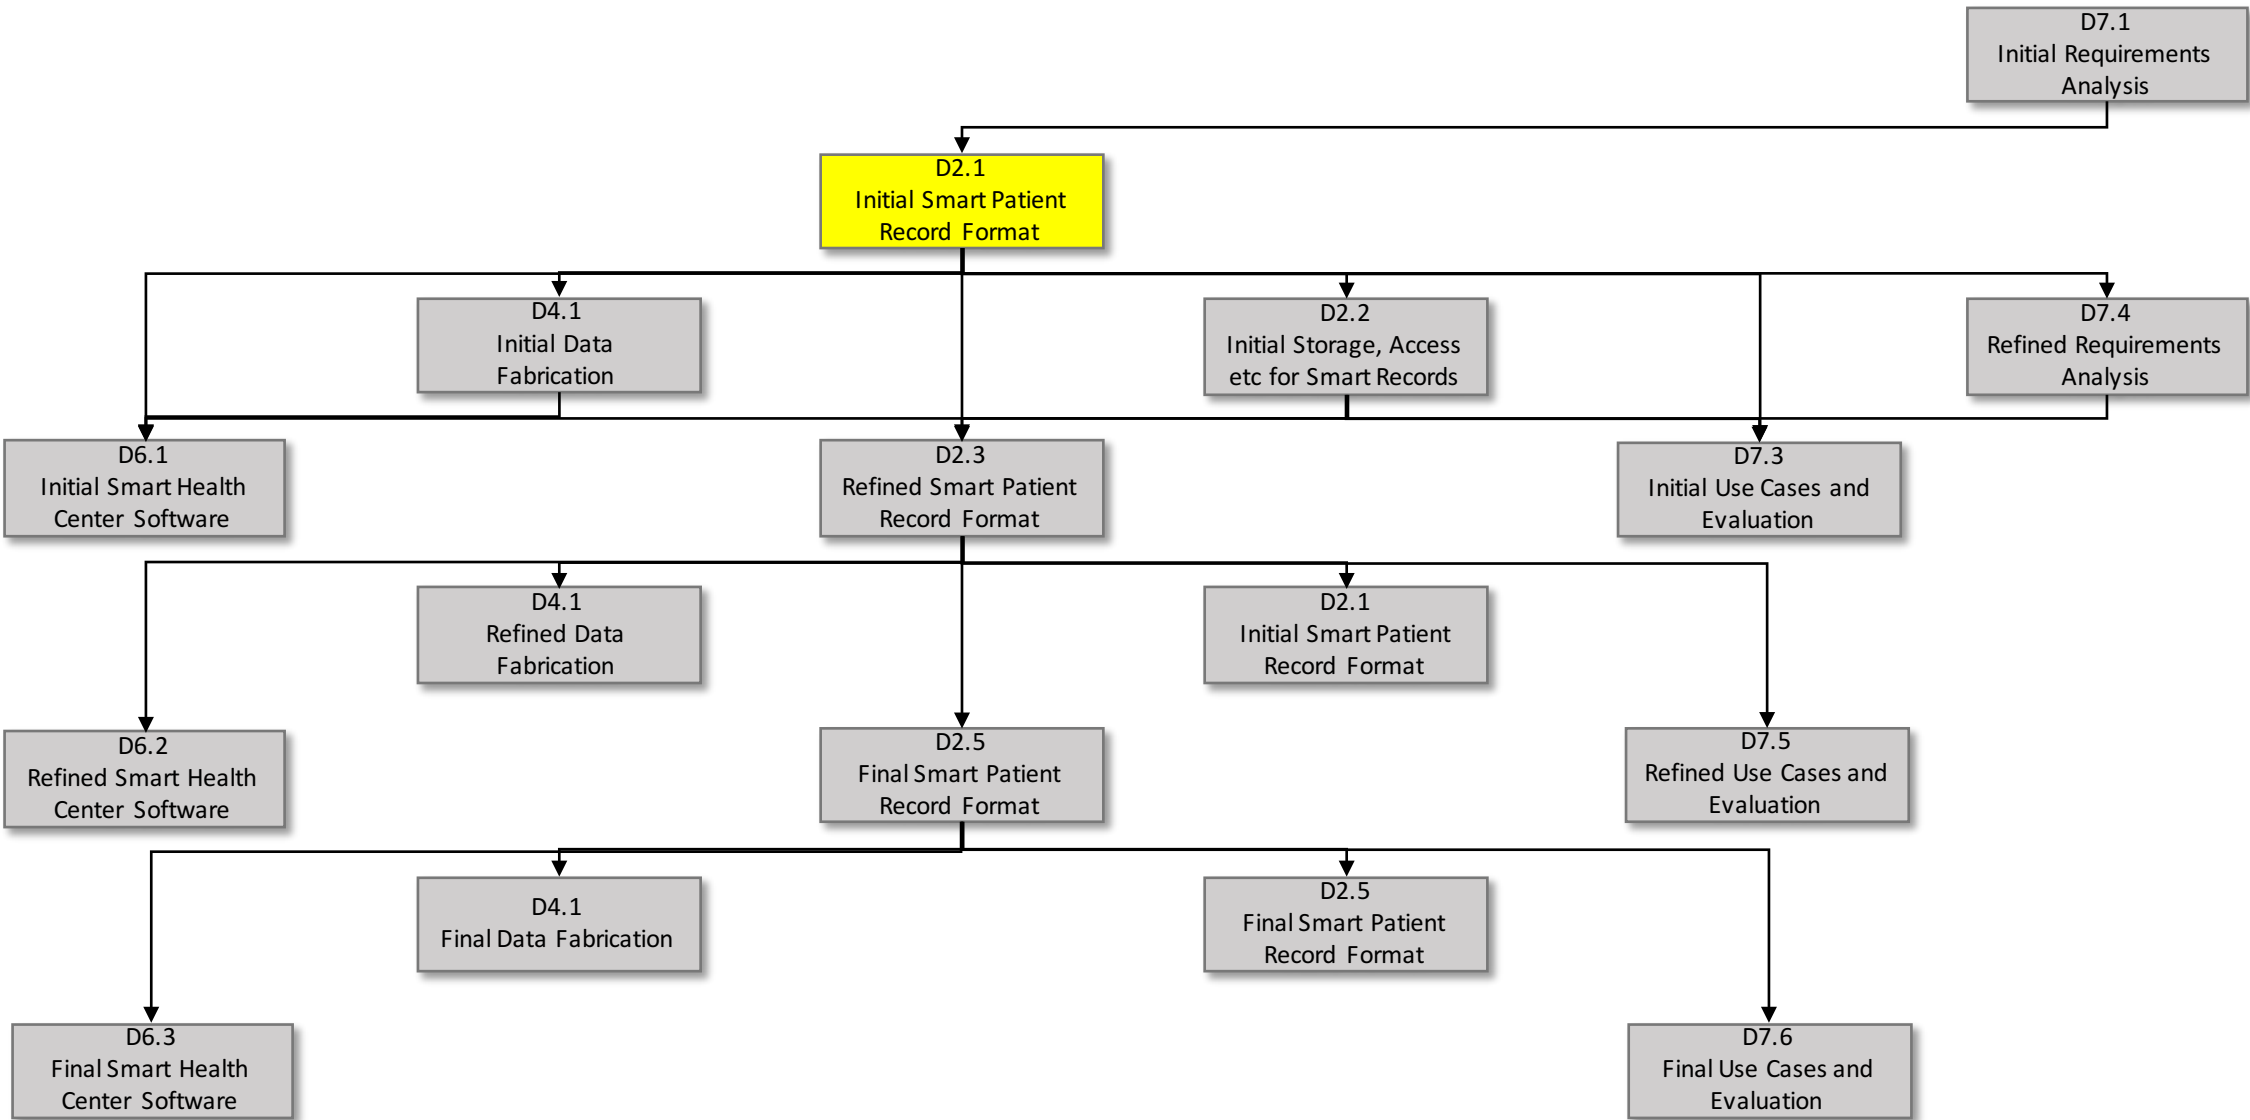 D7.1
Initial Requirements
Analysis
D2.1
Initial Smart Patient
Record Format
D4.1
Initial Data
Fabrication
D2.2
Initial Storage, Access
etc for Smart Records
D7.4
Refined Requirements
Analysis
D6.1
Initial Smart Health
Center Software
D2.3
Refined Smart Patient
Record Format
D7.3
Initial Use Cases and
Evaluation
D4.1
Refined Data
Fabrication
D2.1
Initial Smart Patient
Record Format
D6.2
Refined Smart Health
Center Software
D2.5
Final Smart Patient
Record Format
D7.5
Refined Use Cases and
Evaluation
D4.1
Final Data Fabrication
D2.5
Final Smart Patient
Record Format
D6.3
Final Smart Health
Center Software
D7.6
Final Use Cases and
Evaluation